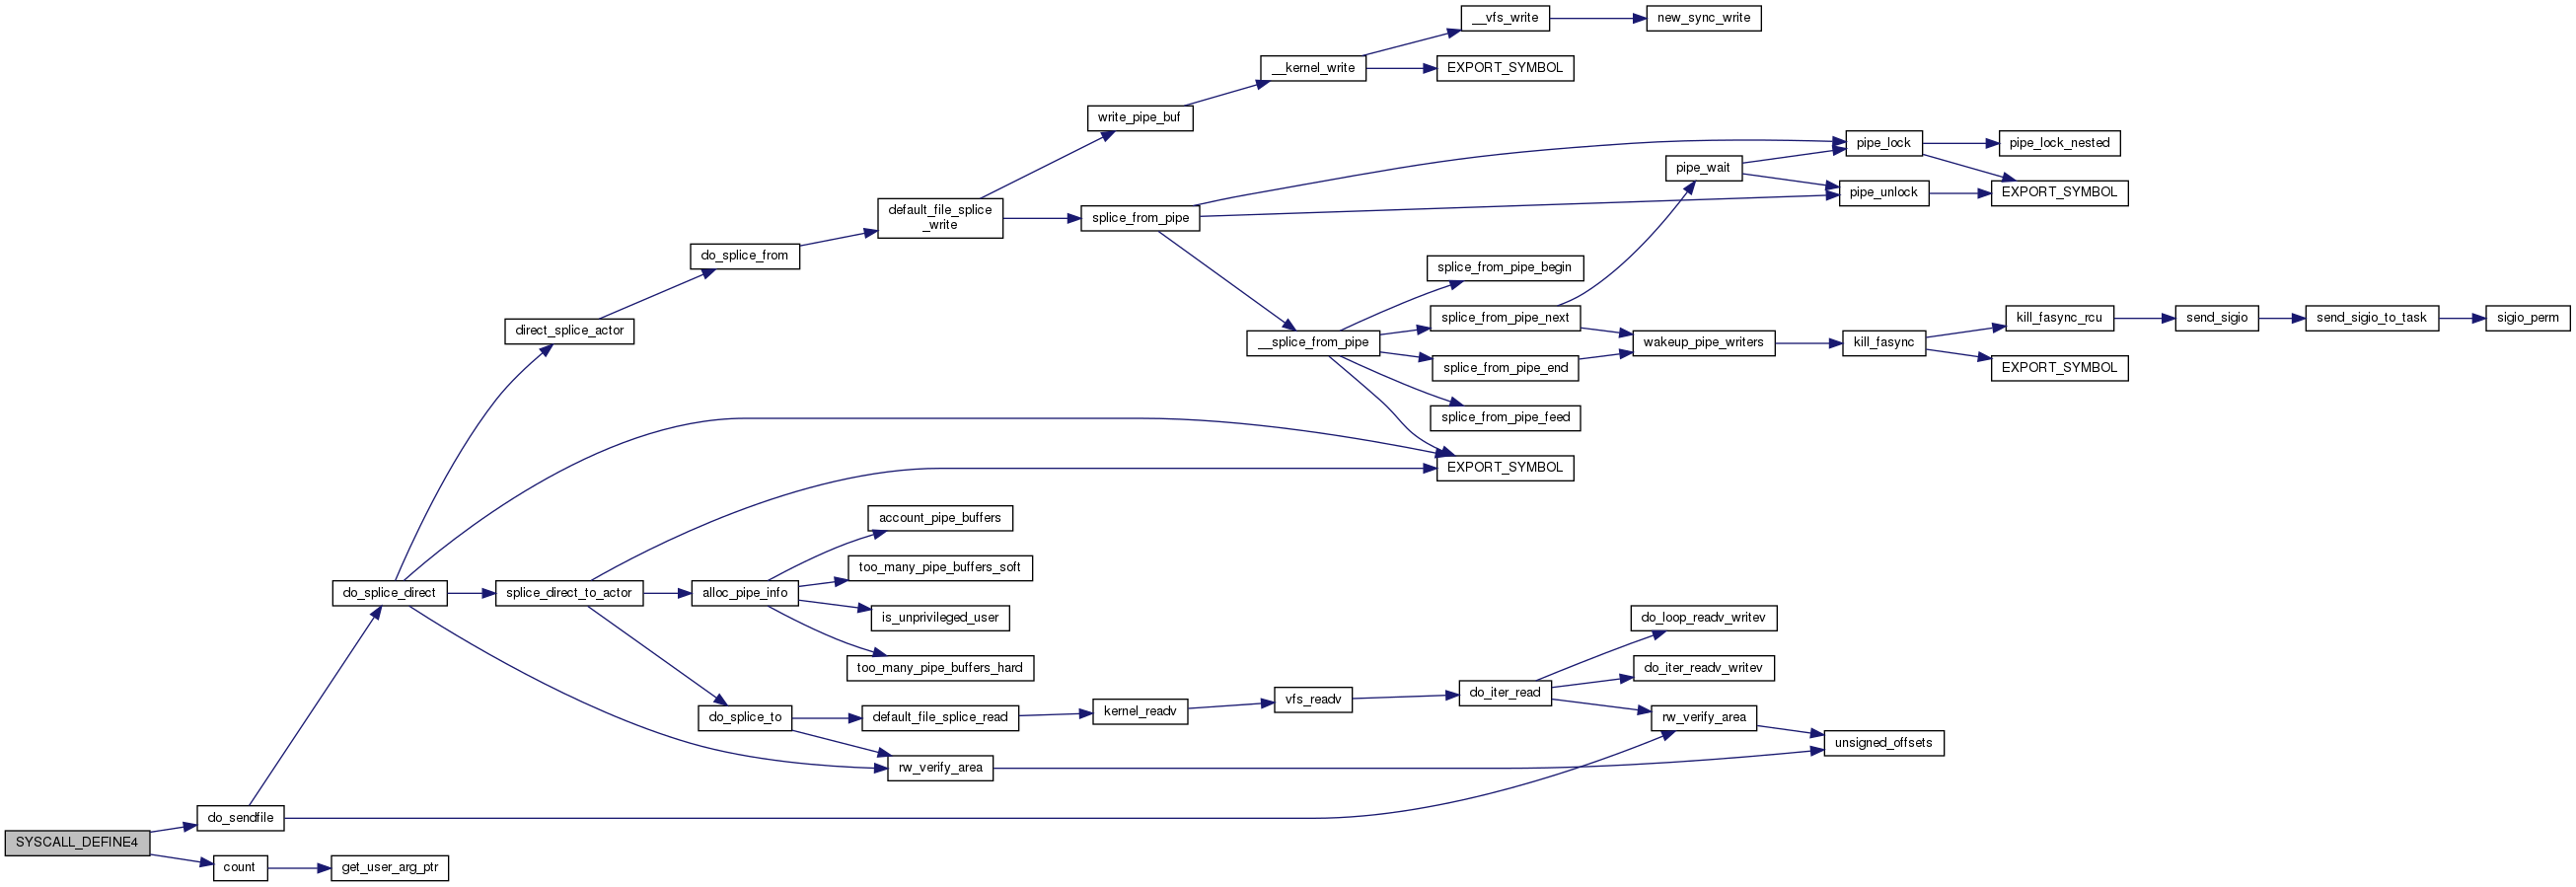 __vfs_write
new_sync_write
__kernel_write
EXPORT_SYMBOL
write_pipe_buf
pipe_lock
pipe_lock_nested
pipe_wait
pipe_unlock
EXPORT_SYMBOL
default_file_splice
_write
splice_from_pipe
do_splice_from
splice_from_pipe_begin
direct_splice_actor
__splice_from_pipe
splice_from_pipe_next
wakeup_pipe_writers
kill_fasync
kill_fasync_rcu
send_sigio
send_sigio_to_task
sigio_perm
splice_from_pipe_end
EXPORT_SYMBOL
splice_from_pipe_feed
EXPORT_SYMBOL
account_pipe_buffers
too_many_pipe_buffers_soft
do_splice_direct
splice_direct_to_actor
alloc_pipe_info
is_unprivileged_user
too_many_pipe_buffers_hard
do_loop_readv_writev
do_iter_readv_writev
do_splice_to
default_file_splice_read
kernel_readv
vfs_readv
do_iter_read
rw_verify_area
unsigned_offsets
rw_verify_area
do_sendfile
SYSCALL_DEFINE4
count
get_user_arg_ptr